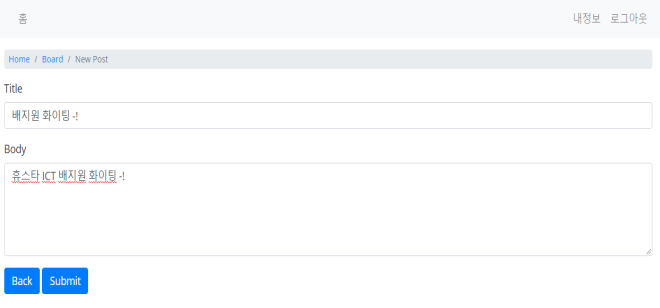 홈 내정보 로그아웃
Home / Board / New Post
Title
배지원 화이팅 -!
Body
휴스타 ICT 배지원 화이팅 -!
Back Submit